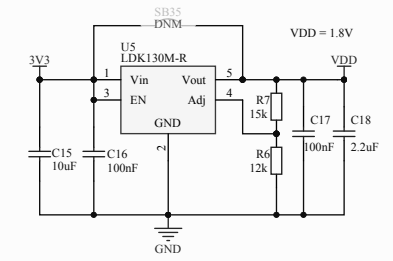 SB35
DNM
VDD = 1.8V
U5
LDK130M-R
3V3
VDD
1
Vin
Vout
5
3
EN
Adj
4
GND
2
R7
15k
C17
100nF
C18
2.2uF
C15
10uF
C16
100nF
R6
12k
GND